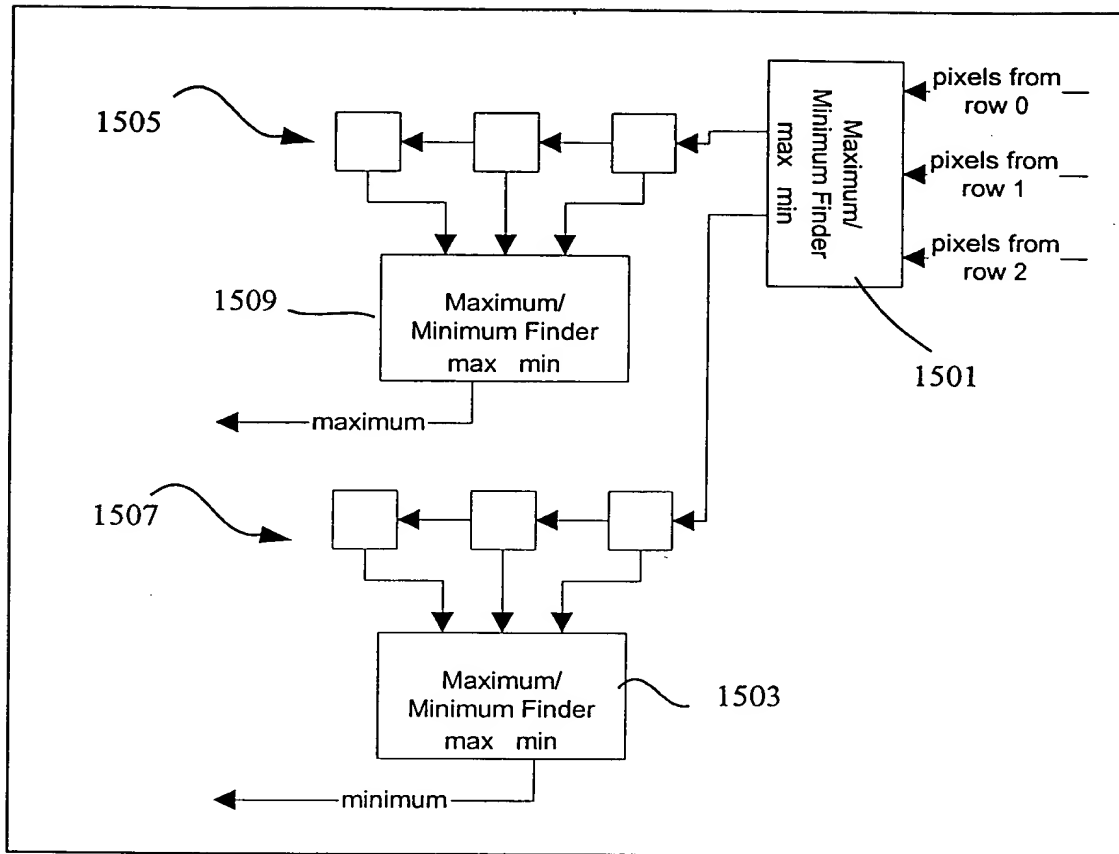 pixels from
row 0
pixels from
row 1
pixels from
row 2
Maximum/
Minimum Finder
max min
1501
1505
1509
Maximum/
Minimum Finder
max min
maximum
1507
Maximum/
Minimum Finder
max min
1503
minimum